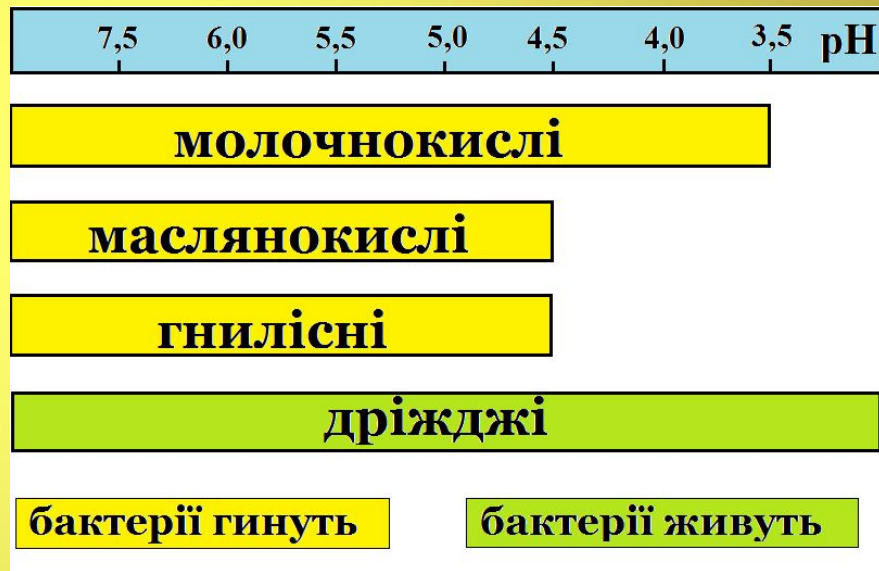 7,5 6,0 5,5 5,0 4,5 4,0 3,5 pH
молочнокислі
маслянокислі
гнилісні
дріжджі
бактерії гинуть бактерії живуть